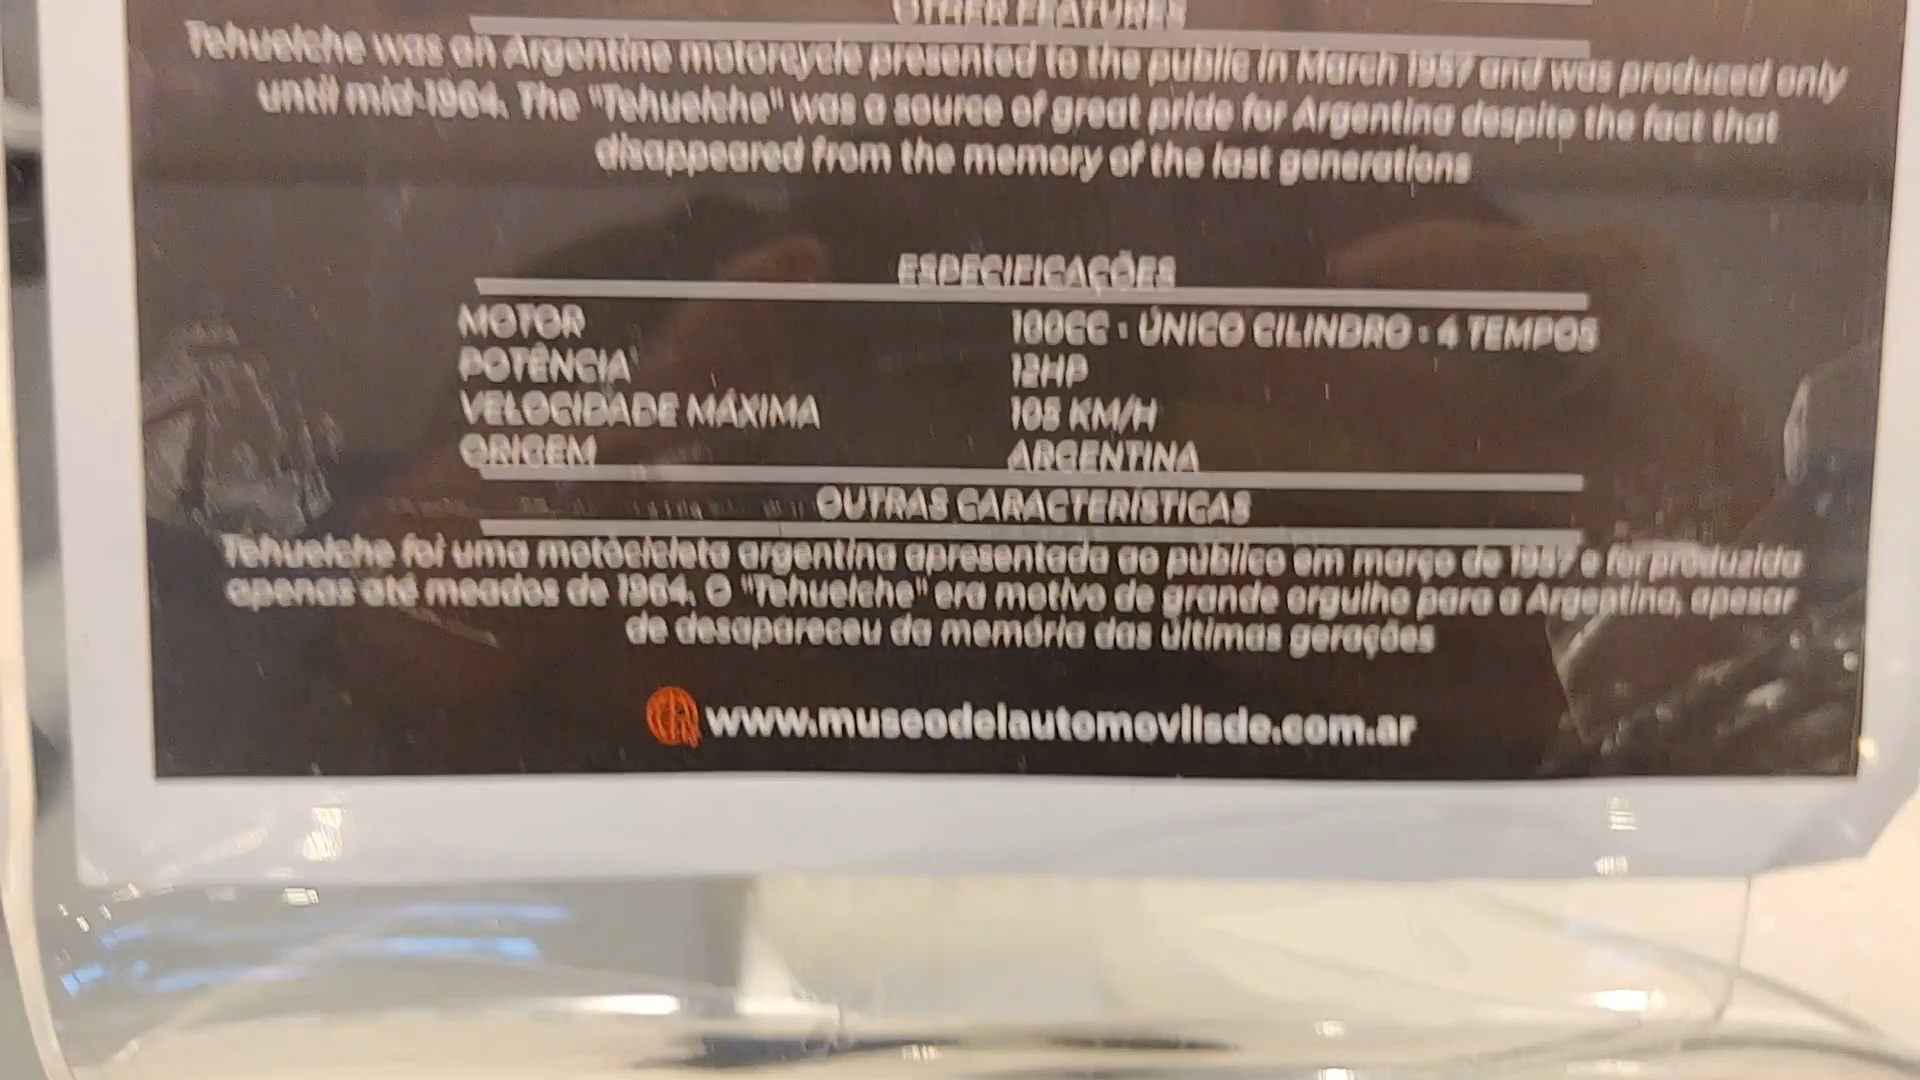 OTHER FEATURES
Tehuelche was an Argentine motorcycle presented to the public in March 1957 and was produced only
until mid-1964. The "Tehuelche" was a source of great pride for Argentina despite the fact that
disappeared from the memory of the last generations
ESPECIFICAÇÕES
MOTOR 100CC - ÚNICO CILINDRO - 4 TEMPOS
POTÊNCIA 12HP
VELOCIDADE MÁXIMA 105 KM/H
ORIGEM ARGENTINA
OUTRAS CARACTERÍSTICAS
Tehuelche foi uma motocicleta argentina apresentada ao público em março de 1957 e foi produzida
apenas até meados de 1964. O "Tehuelche" era motivo de grande orgulho para a Argentina, apesar
de desapareceu da memória das últimas gerações
www.museodelautomovilsde.com.ar